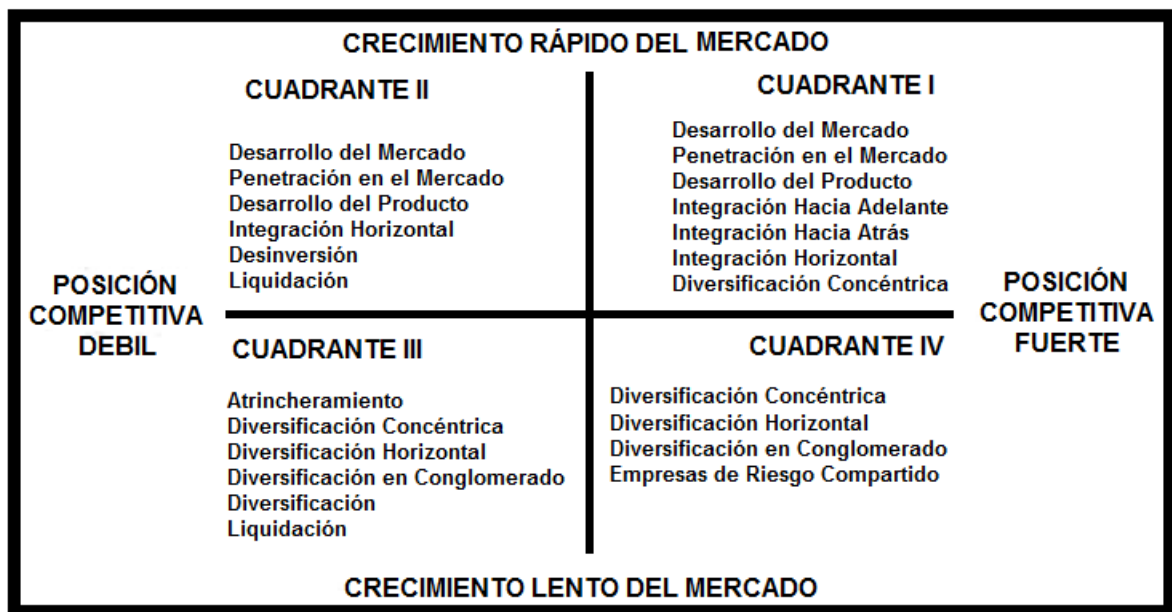 CRECIMIENTO RÁPIDO DEL MERCADO
CUADRANTE II
Desarrollo del Mercado
Penetración en el Mercado
Desarrollo del Producto
Integración Horizontal
Desinversión
Liquidación
CUADRANTE I
Desarrollo del Mercado
Penetración en el Mercado
Desarrollo del Producto
Integración Hacia Adelante
Integración Hacia Atrás
Integración Horizontal
Diversificación Concéntrica
POSICIÓN
COMPETITIVA
DEBIL
POSICIÓN
COMPETITIVA
FUERTE
CUADRANTE III
Atrincheramiento
Diversificación Concéntrica
Diversificación Horizontal
Diversificación en Conglomerado
Diversificación
Liquidación
CUADRANTE IV
Diversificación Concéntrica
Diversificación Horizontal
Diversificación en Conglomerado
Empresas de Riesgo Compartido
CRECIMIENTO LENTO DEL MERCADO